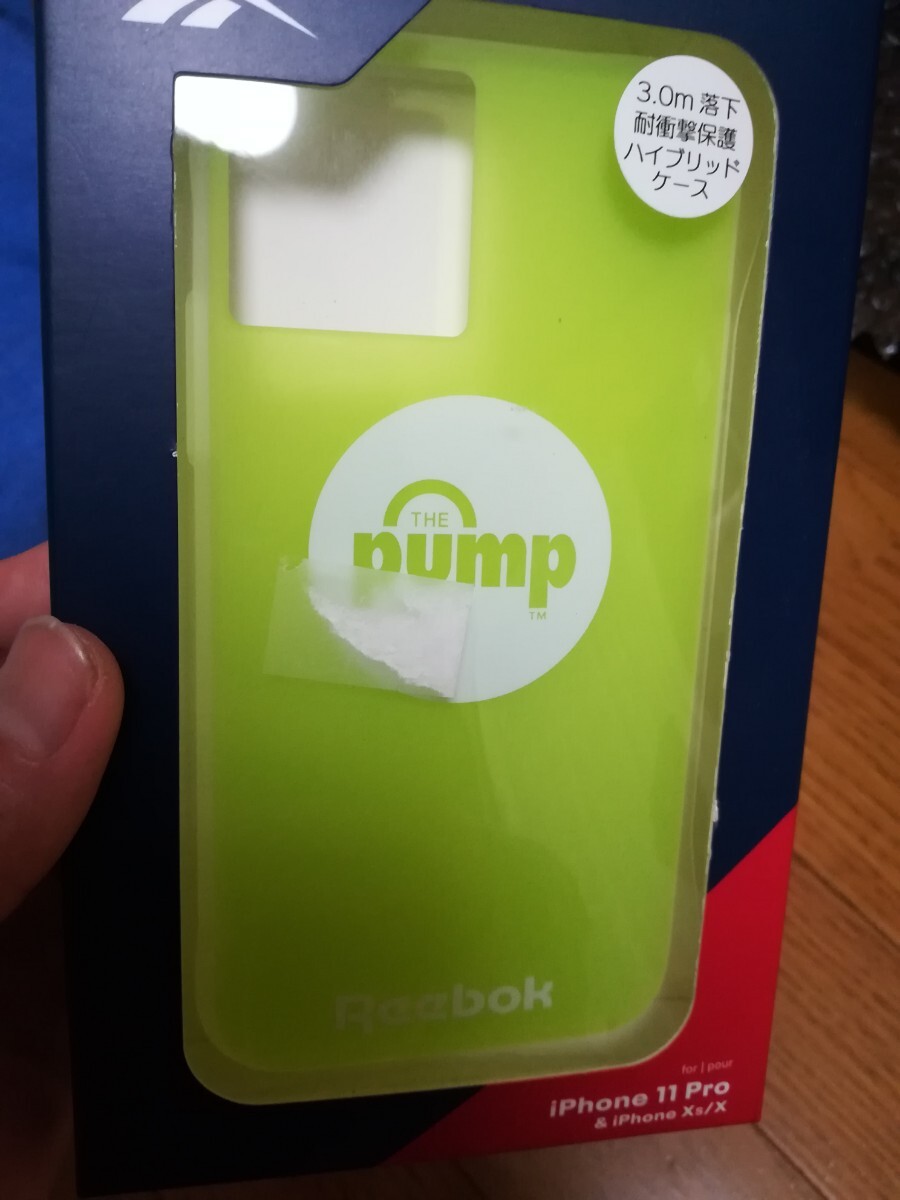 3.0m 落下
耐衝撃保護
ハイブリッド
ケース
THE
pump
TM
Reebok
for | pour
iPhone 11 Pro
& iPhone Xs/X